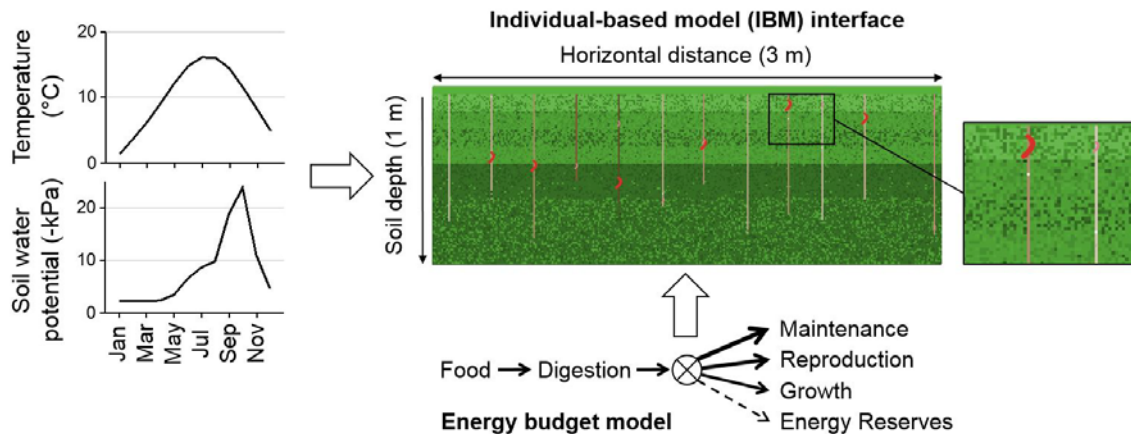 Individual-based model (IBM) interface
Horizontal distance (3 m)
Soil depth (1 m)
Temperature
(°C)
20
10
0
Soil water
potential (-kPa)
20
10
0
Jan
Mar
May
Jul
Sep
Nov
Food
Digestion
Maintenance
Reproduction
Growth
Energy Reserves
Energy budget model